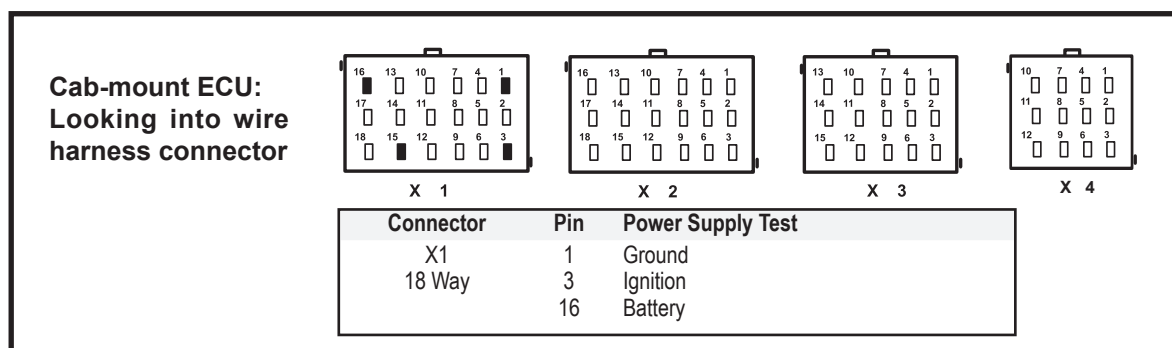 Cab-mount ECU:
Looking into wire
harness connector
16 13 10 7 4 1
17 14 11 8 5 2
18 15 12 9 6 3
X 1
16 13 10 7 4 1
17 14 11 8 5 2
18 15 12 9 6 3
X 2
13 10 7 4 1
14 11 8 5 2
15 12 9 6 3
X 3
10 7 4 1
11 8 5 2
12 9 6 3
X 4
Connector Pin Power Supply Test
X1 1 Ground
18 Way 3 Ignition
16 Battery